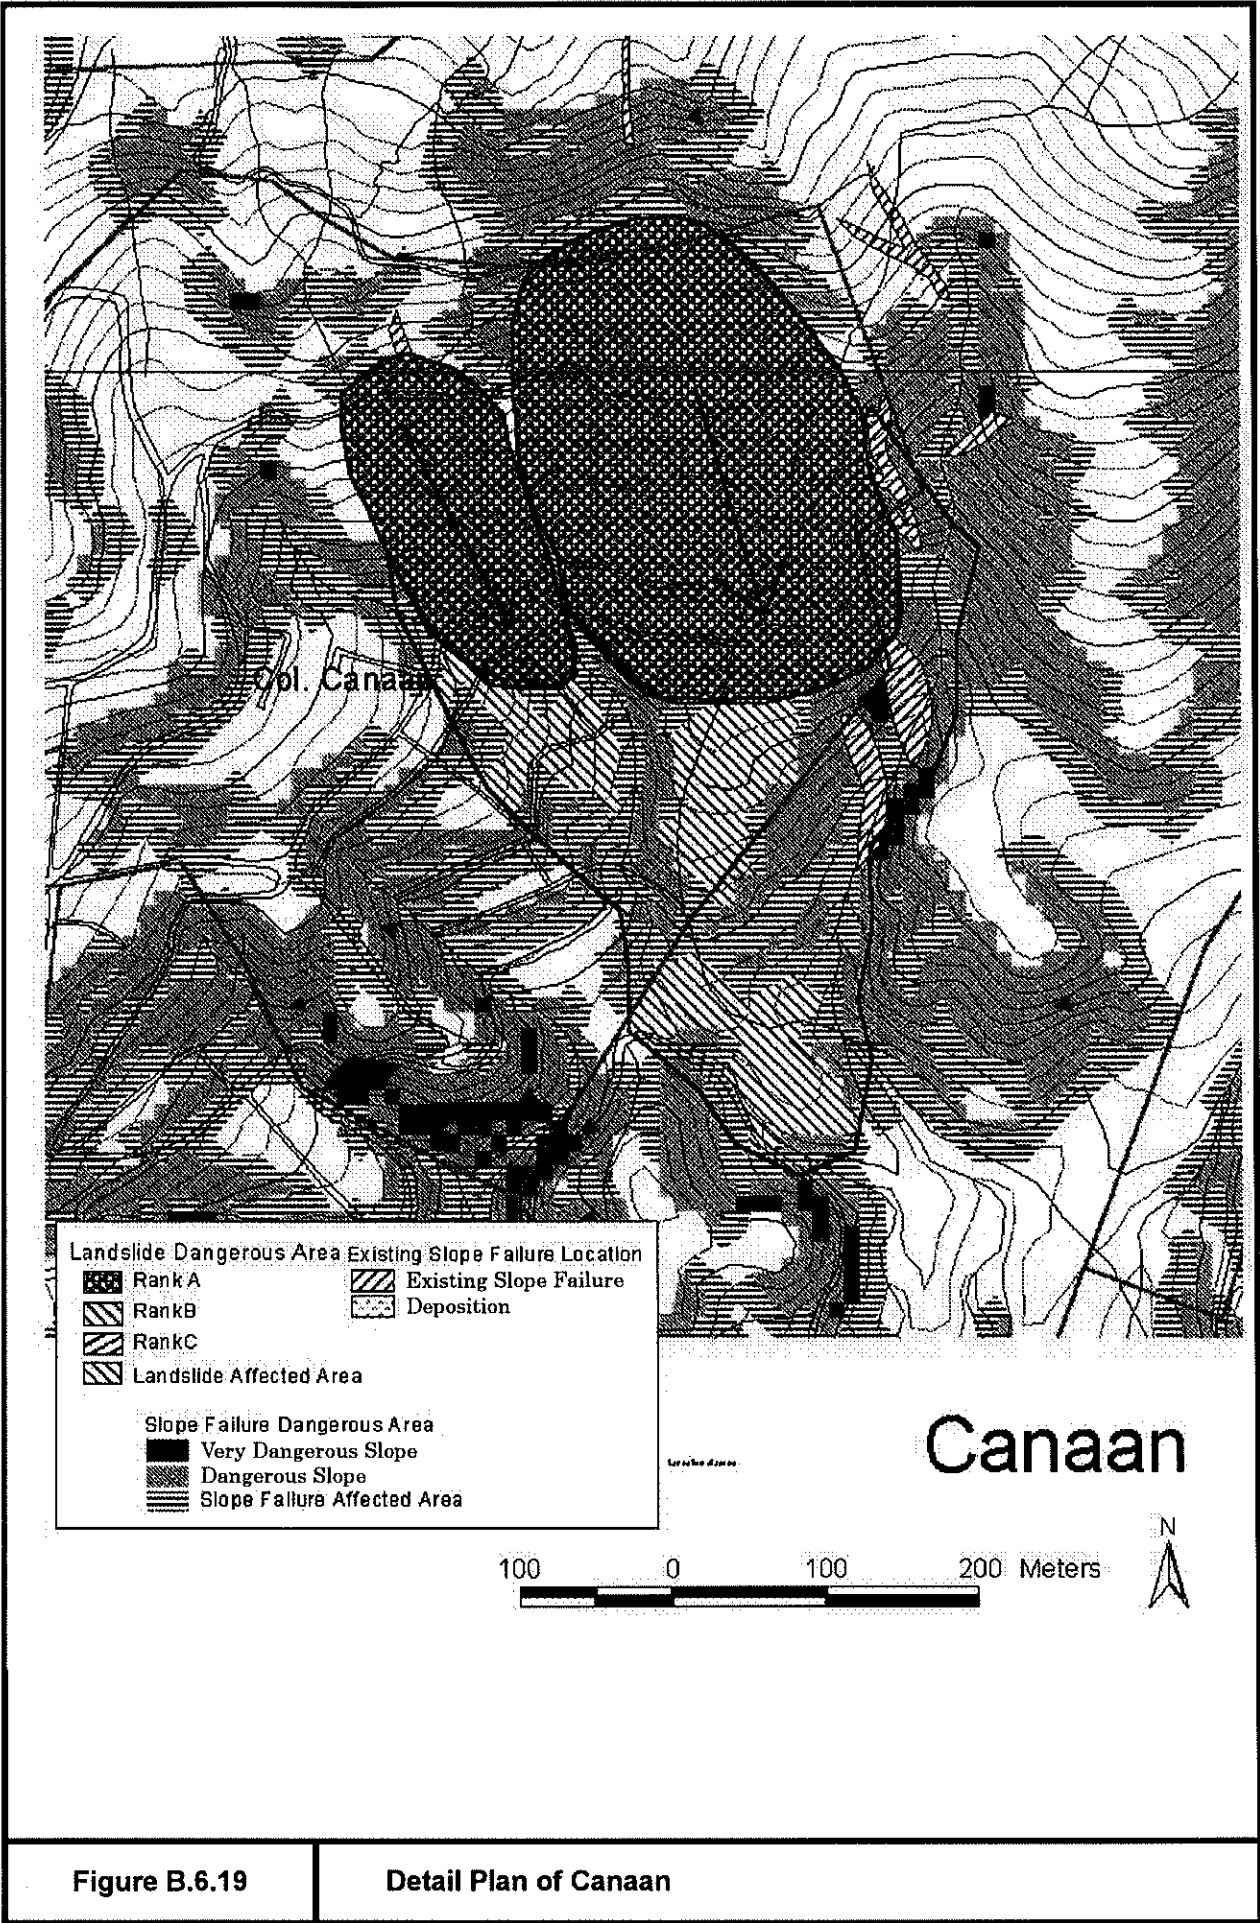 Col. Canaan
Landslide Dangerous Area
Rank A
RankB
RankC
Landslide Affected Area
Existing Slope Failure Location
Existing Slope Failure
Deposition
Slope Failure Dangerous Area
Very Dangerous Slope
Dangerous Slope
Slope Failure Affected Area
Canaan
N
100 0 100 200 Meters
Figure B.6.19
Detail Plan of Canaan